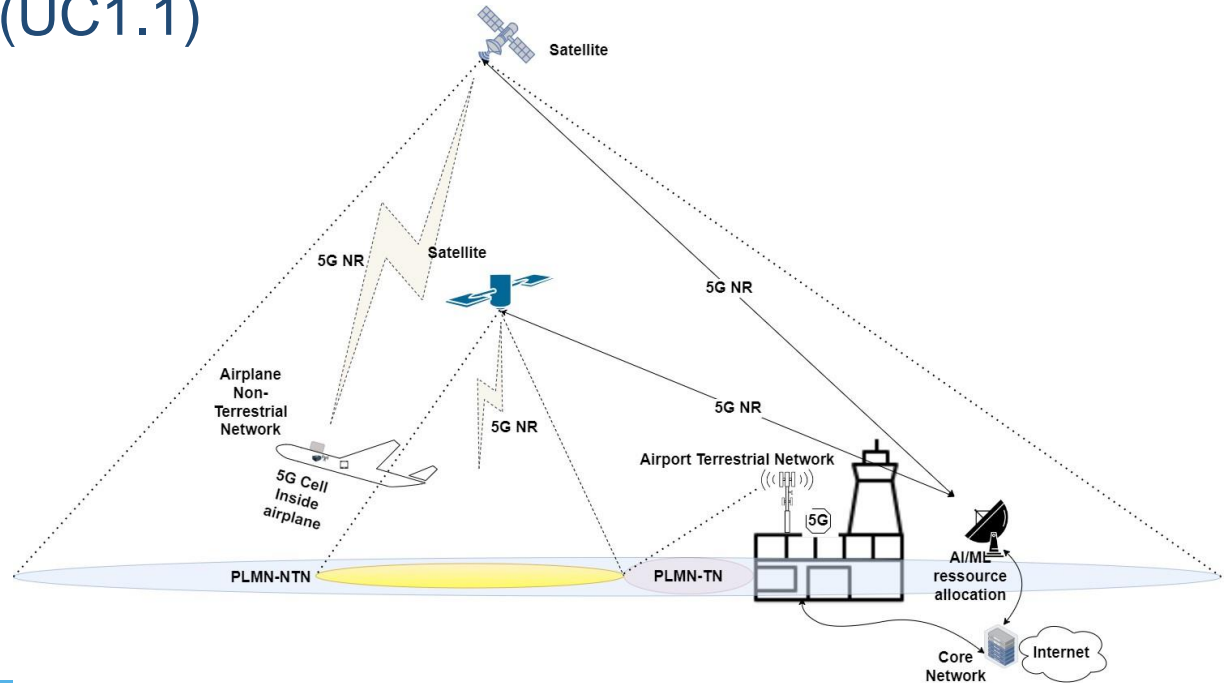 (UC1.1)
Satellite
5G NR
Satellite
5G NR
Airplane
Non-
Terrestrial
Network
5G NR
5G NR
Airport Terrestrial Network
5G Cell
Inside
airplane
5G
PLMN-NTN
PLMN-TN
AI/ML
ressource
allocation
Core
Network
Internet